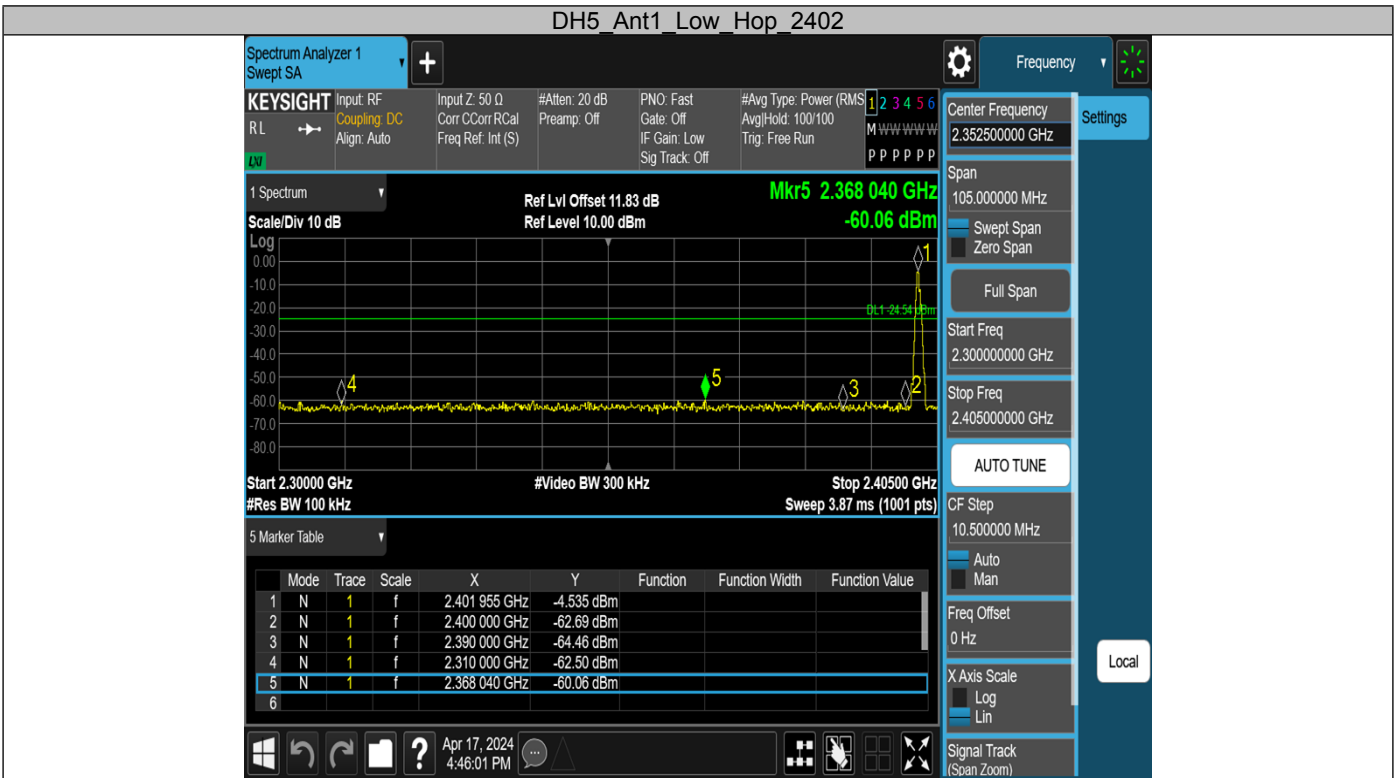 DH5_Ant1_Low_Hop_2402
Spectrum Analyzer 1
Swept SA
+
Frequency
KEYSIGHT
R L
LXI
Input: RF
Coupling: DC
Align: Auto
Input Z: 50 Ω
Corr CCorr RCal
Freq Ref: Int (S)
#Atten: 20 dB
Preamp: Off
PNO: Fast
Gate: Off
IF Gain: Low
Sig Track: Off
#Avg Type: Power (RMS
Avg|Hold: 100/100
Trig: Free Run
1 2 3 4 5 6
M W W W W W
P P P P P P
1 Spectrum
Scale/Div 10 dB
Ref Lvl Offset 11.83 dB
Ref Level 10.00 dBm
Mkr5 2.368 040 GHz
-60.06 dBm
Log
0.00
-10.0
-20.0
-30.0
-40.0
-50.0
-60.0
-70.0
-80.0
1
DL1 -24.54 dBm
4
5
3
2
Start 2.30000 GHz
#Video BW 300 kHz
Stop 2.40500 GHz
#Res BW 100 kHz
Sweep 3.87 ms (1001 pts)
5 Marker Table
Mode Trace Scale X Y Function Function Width Function Value
1 N 1 f 2.401 955 GHz -4.535 dBm
2 N 1 f 2.400 000 GHz -62.69 dBm
3 N 1 f 2.390 000 GHz -64.46 dBm
4 N 1 f 2.310 000 GHz -62.50 dBm
5 N 1 f 2.368 040 GHz -60.06 dBm
6
?
Apr 17, 2024
4:46:01 PM
Center Frequency
2.352500000 GHz
Span
105.000000 MHz
Swept Span
Zero Span
Full Span
Start Freq
2.300000000 GHz
Stop Freq
2.405000000 GHz
AUTO TUNE
CF Step
10.500000 MHz
Auto
Man
Freq Offset
0 Hz
X Axis Scale
Log
Lin
Signal Track
(Span Zoom)
Settings
Local